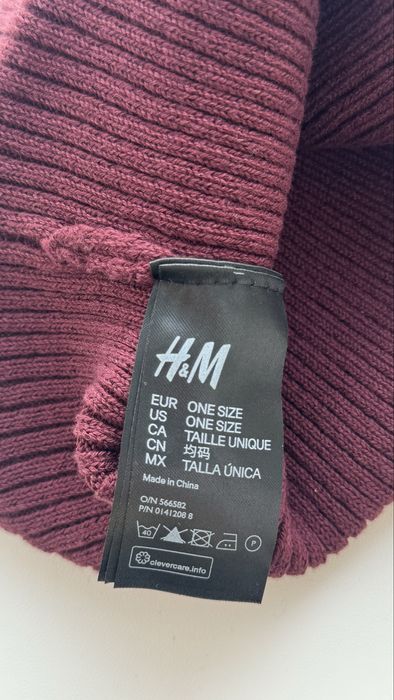 H&M
EUR ONE SIZE
US ONE SIZE
CA TAILLE UNIQUE
CN 均码
MX TALLA ÚNICA
Made in China
O/N 566582
P/N 0141208 8
40 P
clevercare.info